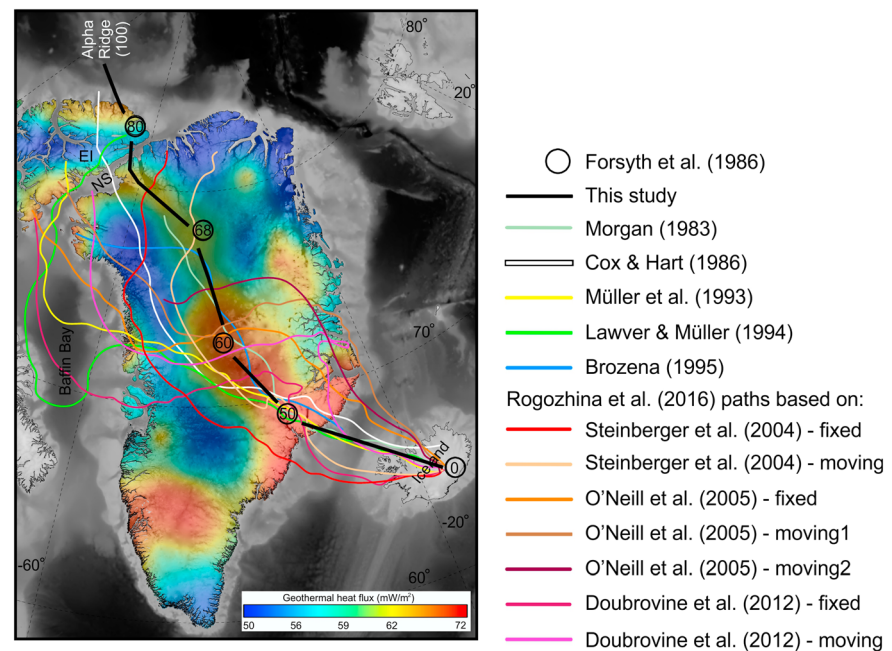 Alpha
Ridge
(100)
80°
20°
80
EI
NS
68
60
70°
Baffin Bay
50
Iceland
0
-20°
-60°
60°
Geothermal heat flux (mW/m²)
50 56 59 62 72
Forsyth et al. (1986)
This study
Morgan (1983)
Cox & Hart (1986)
Müller et al. (1993)
Lawver & Müller (1994)
Brozena (1995)
Rogozhina et al. (2016) paths based on:
Steinberger et al. (2004) - fixed
Steinberger et al. (2004) - moving
O'Neill et al. (2005) - fixed
O'Neill et al. (2005) - moving1
O'Neill et al. (2005) - moving2
Doubrovine et al. (2012) - fixed
Doubrovine et al. (2012) - moving